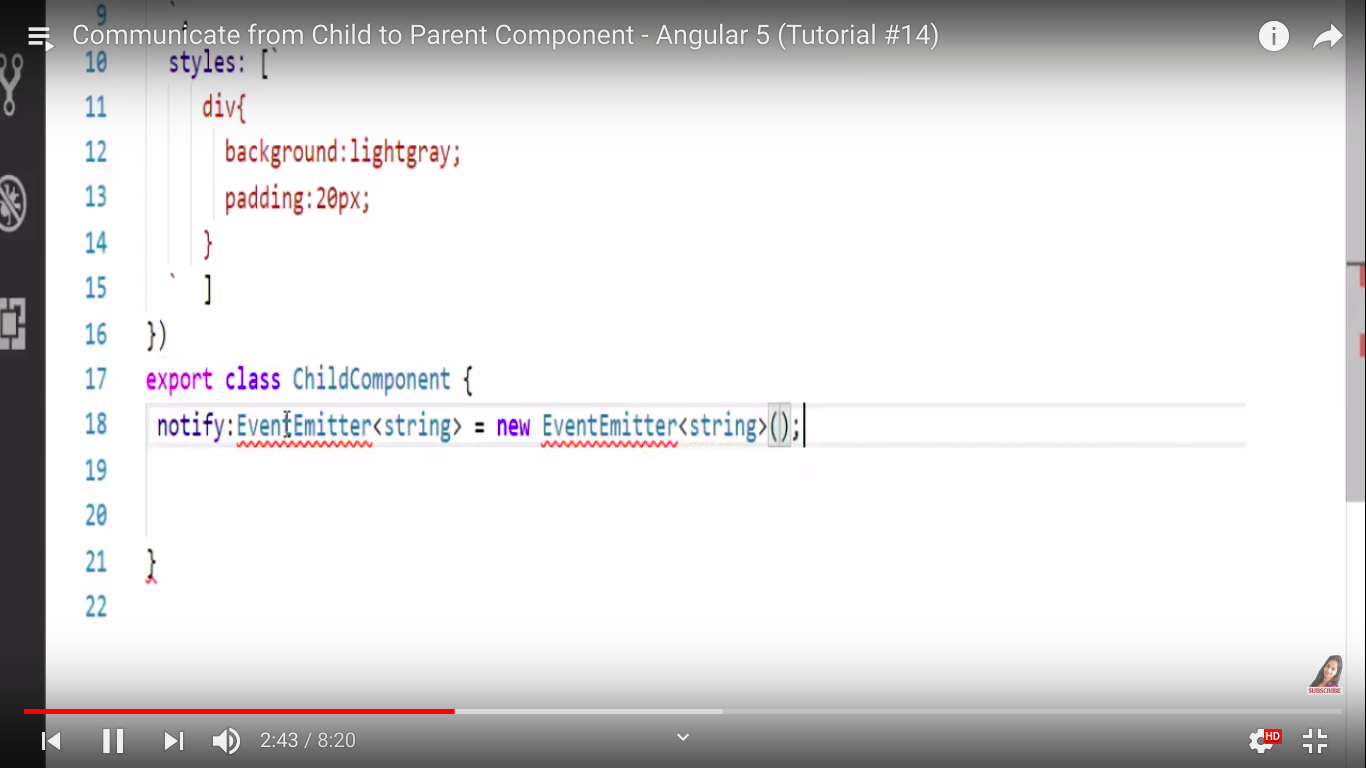 9 `
Communicate from Child to Parent Component - Angular 5 (Tutorial #14)
10 styles: [`
11 div{
12 background:lightgray;
13 padding:20px;
14 }
15 ` ]
16 })
17 export class ChildComponent {
18 notify:EventEmitter<string> = new EventEmitter<string>();
19
20
21 }
22
SUBSCRIBE
2:43 / 8:20
HD